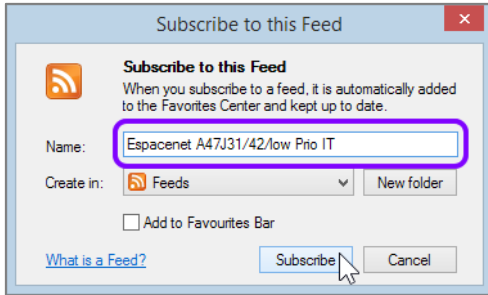 Subscribe to this Feed
Subscribe to this Feed
When you subscribe to a feed, it is automatically added
to the Favorites Center and kept up to date.
Name: Espacenet A47J31/42/low Prio IT
Create in: Feeds New folder
Add to Favourites Bar
What is a Feed? Subscribe Cancel